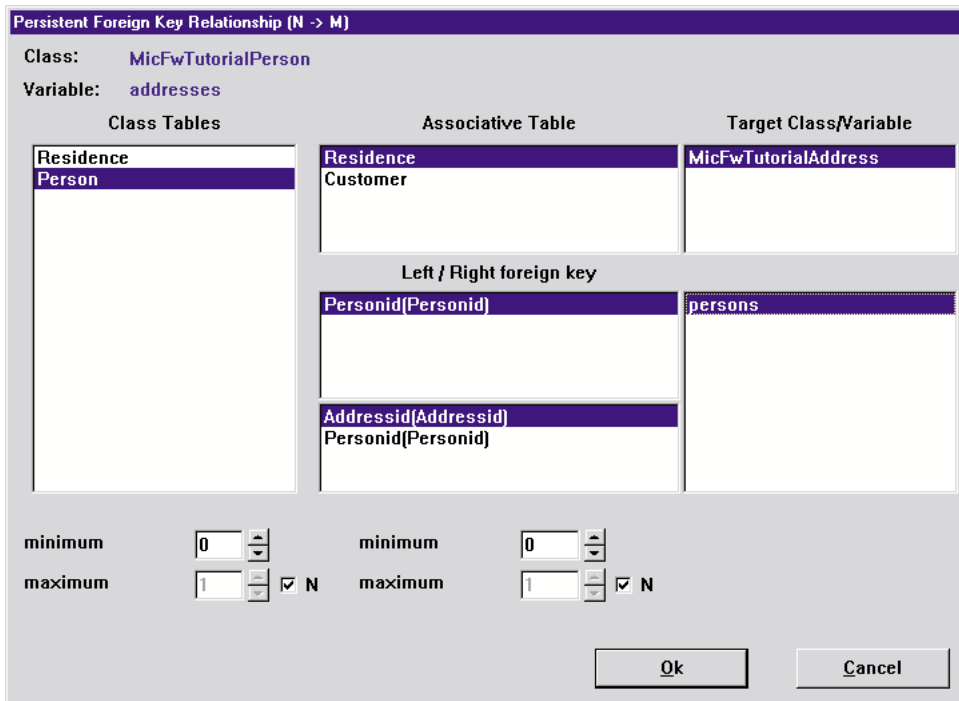 Persistent Foreign Key Relationship (N -> M)
Class: MicFwTutorialPerson
Variable: addresses
Class Tables Associative Table Target Class/Variable
Residence Residence MicFwTutorialAddress
Person Customer
Left / Right foreign key
Personid(Personid) persons
Addressid(Addressid)
Personid(Personid)
minimum 0 minimum 0
maximum 1 N maximum 1 N
Ok Cancel